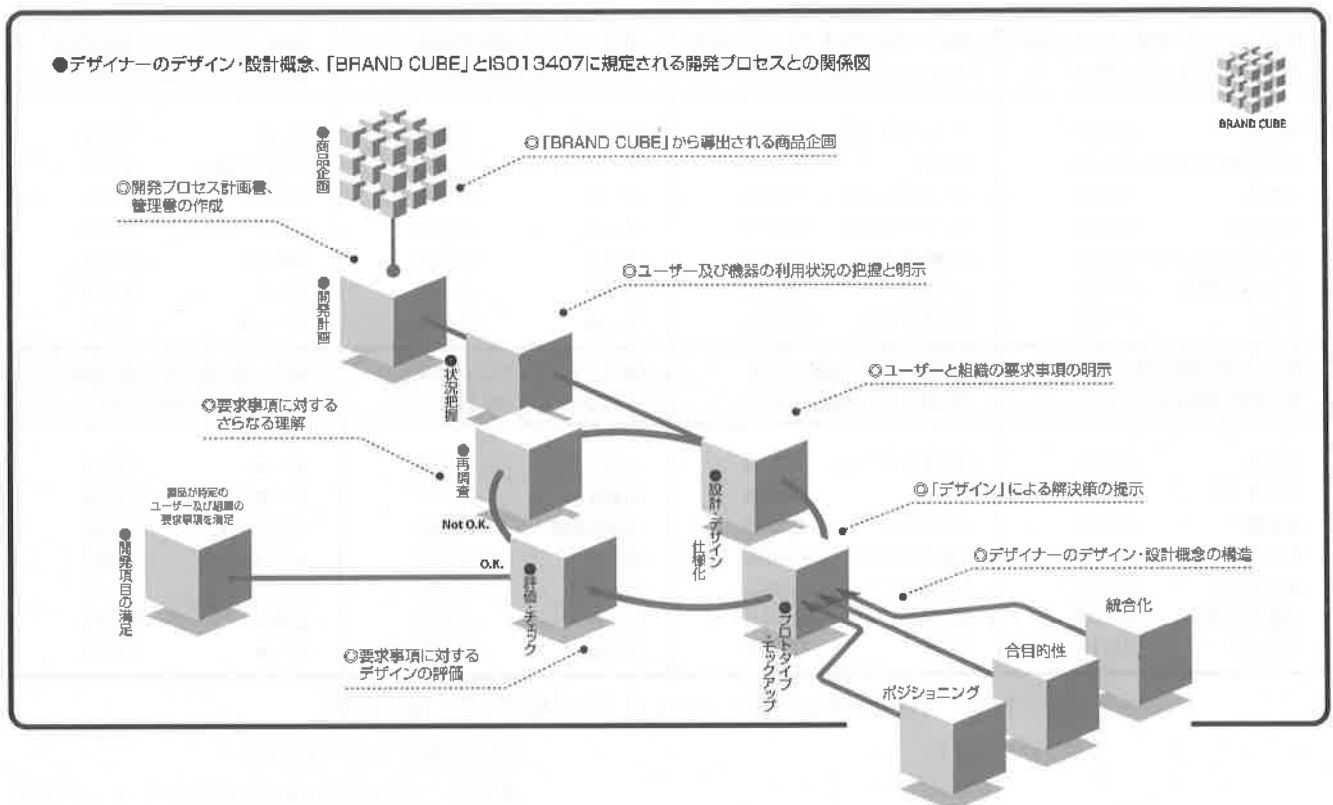 ●デザイナーのデザイン・設計概念、「BRAND CUBE」とISO13407に規定される開発プロセスとの関係図
BRAND CUBE
●商品企画
◎「BRAND CUBE」から導出される商品企画
◎開発プロセス計画書、
管理書の作成
●開発計画
◎ユーザー及び機器の利用状況の把握と明示
●状況把握
◎ユーザーと組織の要求事項の明示
◎要求事項に対する
さらなる理解
●再調査
●設計・デザイン
仕様化
◎「デザイン」による解決策の提示
製品が特定の
ユーザー及び組織の
要求事項を満足
●開発項目の満足
Not O.K.
O.K.
●評価・チェック
●プロトタイプ
・モックアップ
◎デザイナーのデザイン・設計概念の構造
統合化
合目的性
ポジショニング
◎要求事項に対する
デザインの評価